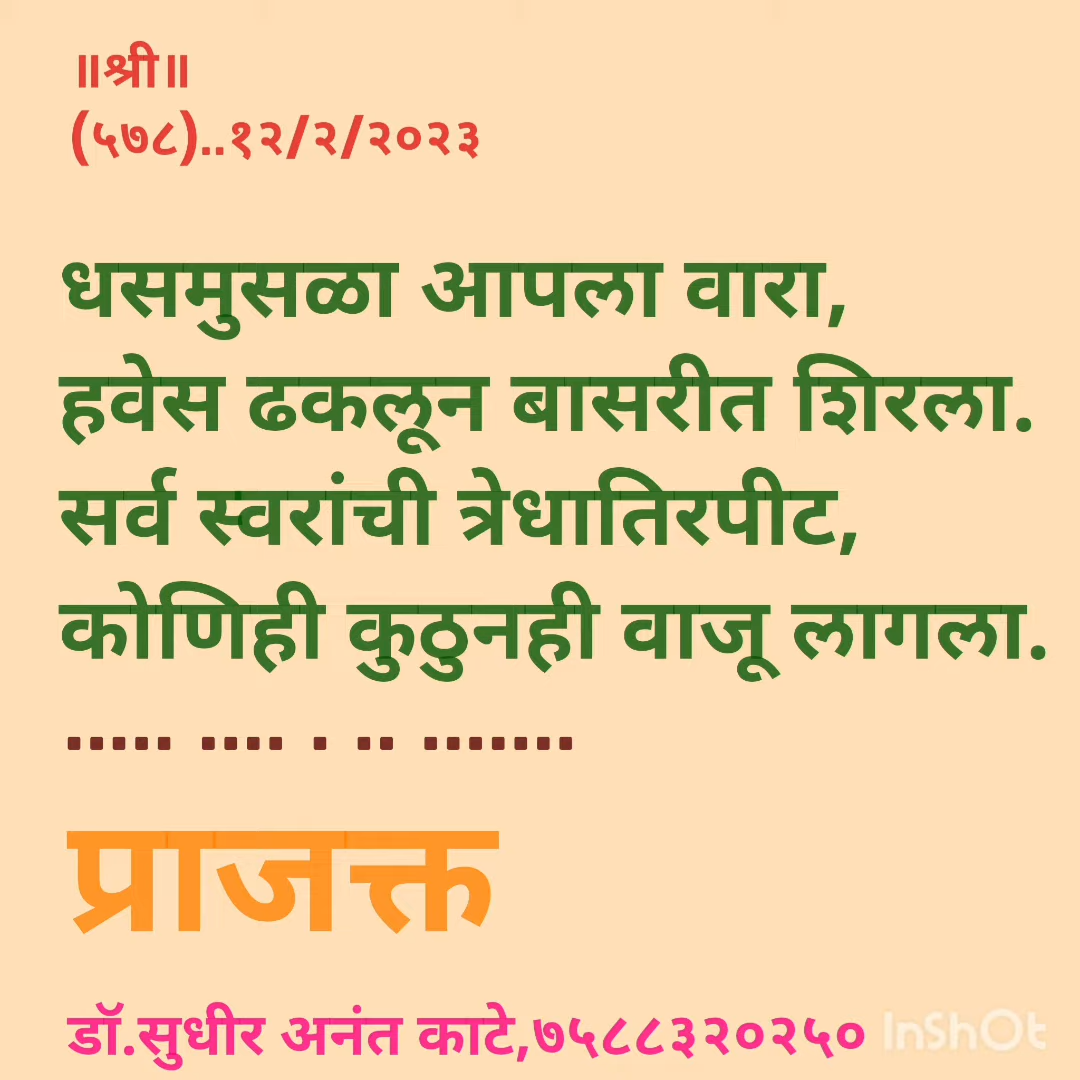 ॥श्री॥
(५७८)..१२/२/२०२३
धसमुसळा आपला वारा,
हवेस ढकलून बासरीत शिरला.
सर्व स्वरांची त्रेधातिरपीट,
कोणिही कुठुनही वाजू लागला.
..... .... . .. .......
प्राजक्त
डॉ.सुधीर अनंत काटे,७५८८३२०२५०
InShOt